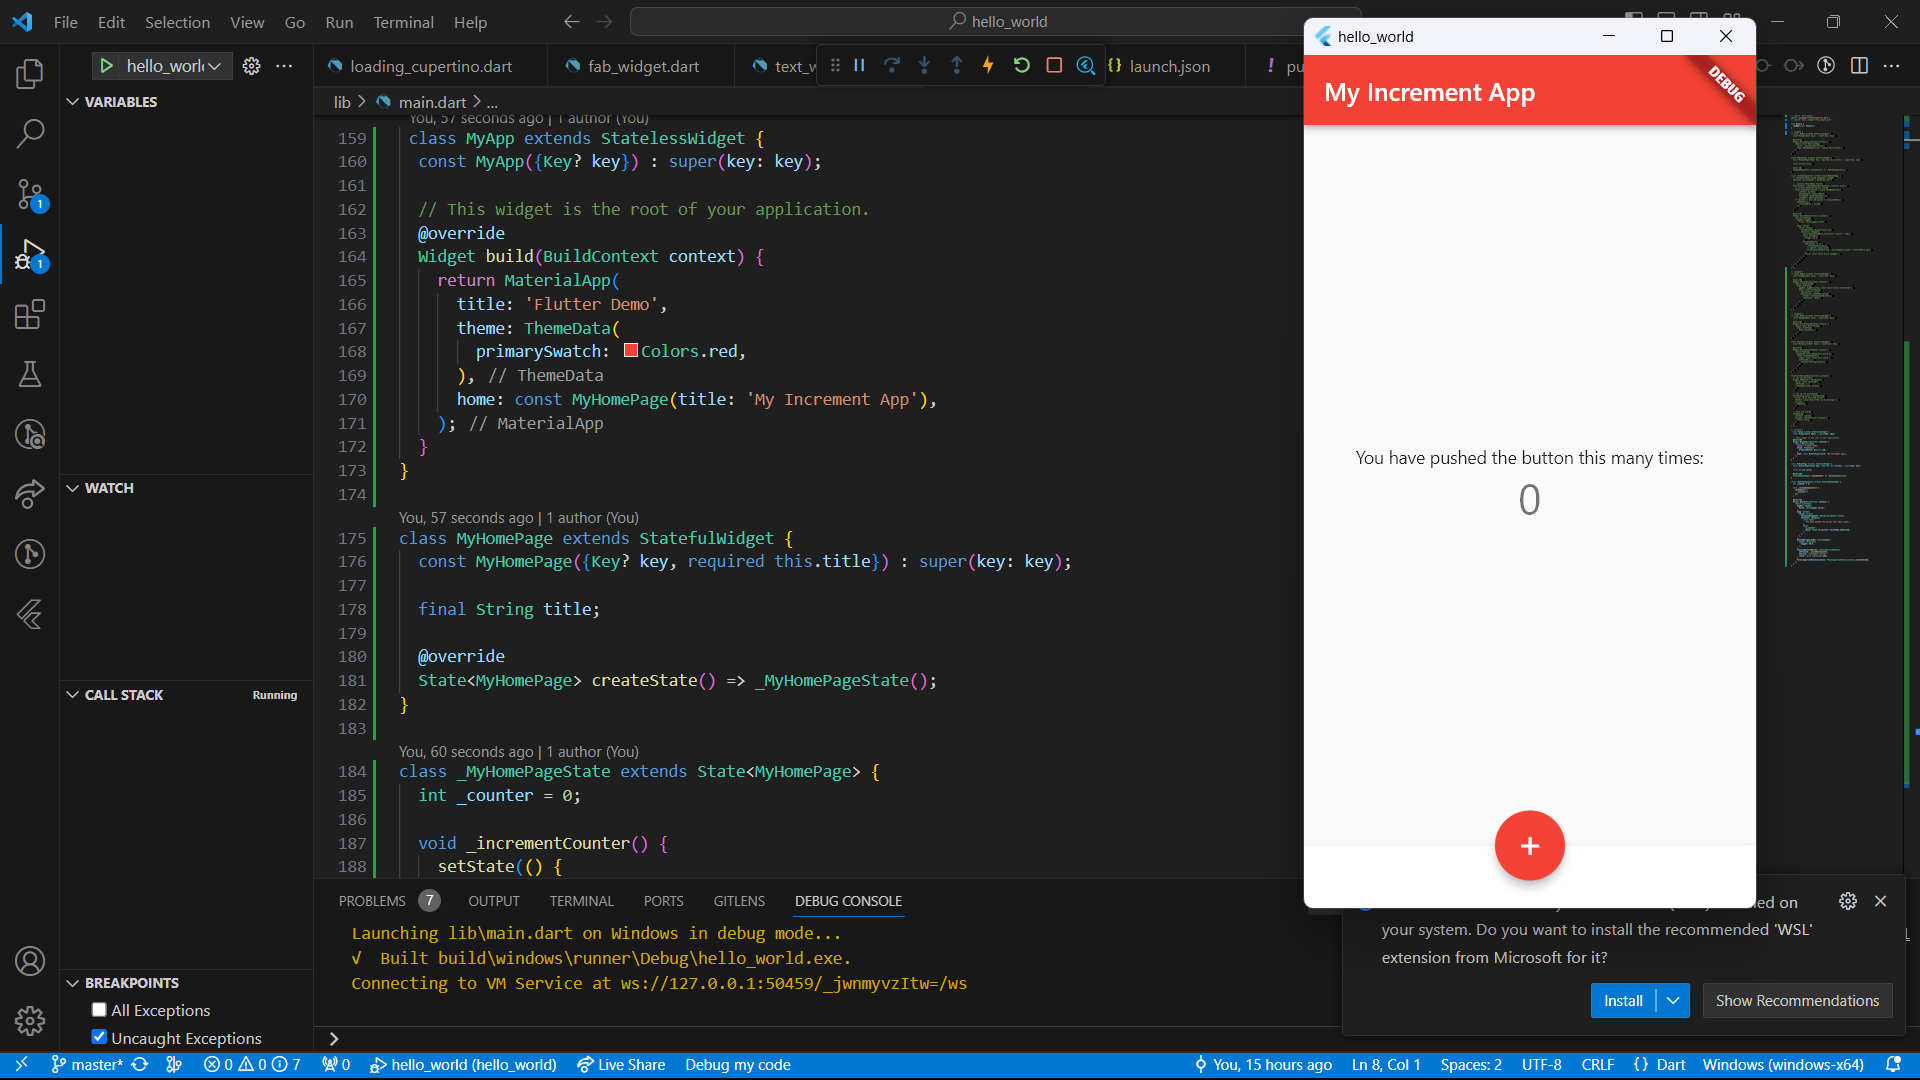 File Edit Selection View Go Run Terminal Help
hello_world
hello_worl
loading_cupertino.dart
fab_widget.dart
text_w
launch.json
pu
lib > main.dart > ...
VARIABLES
WATCH
CALL STACK Running
BREAKPOINTS
All Exceptions
Uncaught Exceptions
You, 57 seconds ago | 1 author (You)
159 class MyApp extends StatelessWidget {
160 const MyApp({Key? key}) : super(key: key);
161
162 // This widget is the root of your application.
163 @override
164 Widget build(BuildContext context) {
165 return MaterialApp(
166 title: 'Flutter Demo',
167 theme: ThemeData(
168 primarySwatch: Colors.red,
169 ), // ThemeData
170 home: const MyHomePage(title: 'My Increment App'),
171 ); // MaterialApp
172 }
173 }
174
You, 57 seconds ago | 1 author (You)
175 class MyHomePage extends StatefulWidget {
176 const MyHomePage({Key? key, required this.title}) : super(key: key);
177
178 final String title;
179
180 @override
181 State<MyHomePage> createState() => _MyHomePageState();
182 }
183
You, 60 seconds ago | 1 author (You)
184 class _MyHomePageState extends State<MyHomePage> {
185 int _counter = 0;
186
187 void _incrementCounter() {
188 setState(() {
PROBLEMS 7 OUTPUT TERMINAL PORTS GITLENS DEBUG CONSOLE
Launching lib\main.dart on Windows in debug mode...
√ Built build\windows\runner\Debug\hello_world.exe.
Connecting to VM Service at ws://127.0.0.1:50459/_jwnmyvzItw=/ws
hello_world
My Increment App
DEBUG
You have pushed the button this many times:
0
+
led on
your system. Do you want to install the recommended 'WSL'
extension from Microsoft for it?
Install
Show Recommendations
master* 0 0 7 0 hello_world (hello_world) Live Share Debug my code
You, 15 hours ago Ln 8, Col 1 Spaces: 2 UTF-8 CRLF {} Dart Windows (windows-x64)